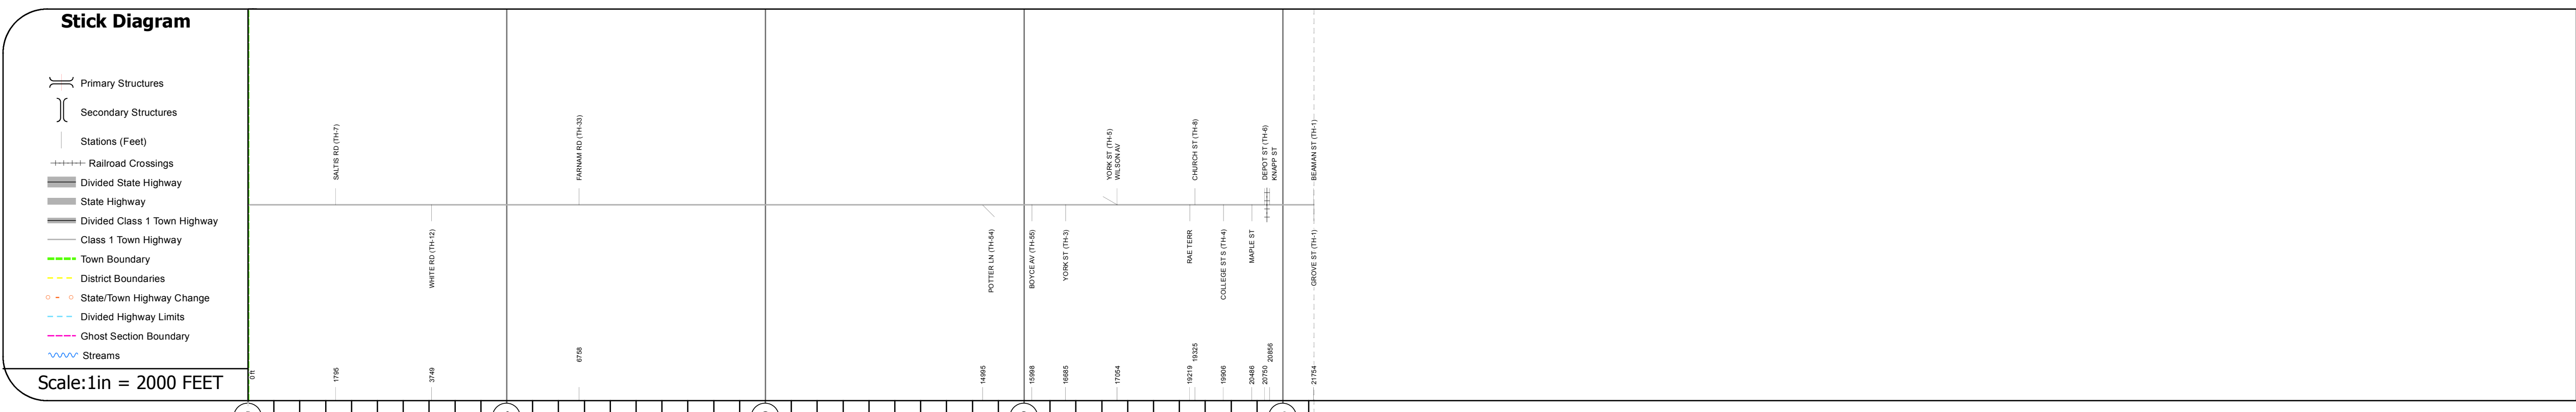 Stick Diagram
Primary Structures
Secondary Structures
Stations (Feet)
Railroad Crossings
Divided State Highway
State Highway
Divided Class 1 Town Highway
Class 1 Town Highway
Town Boundary
District Boundaries
State/Town Highway Change
Divided Highway Limits
Ghost Section Boundary
Streams
Scale:1in = 2000 FEET
SALTIS RD (TH-7)
FARNAM RD (TH-33)
YORK ST (TH-5)
WILSON AV
CHURCH ST (TH-8)
DEPOT ST (TH-6)
KNAPP ST
BEAMAN ST (TH-1)
WHITE RD (TH-12)
POTTER LN (TH-54)
BOYCE AV (TH-55)
YORK ST (TH-3)
RAE TERR
COLLEGE ST S (TH-4)
MAPLE ST
GROVE ST (TH-1)
0 ft
1795
3749
6758
14995
15998
16685
17054
19219
19325
19906
20486
20750
20856
21754